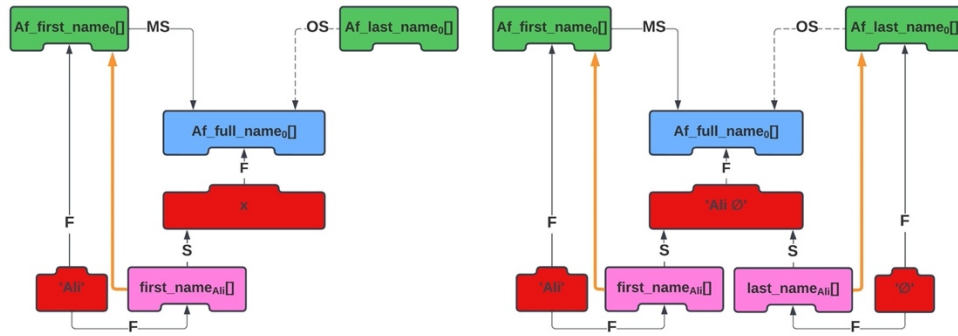 Af_first_name₀[]
MS
OS
Af_last_name₀[]
Af_full_name₀[]
F
x
F
S
'Ali'
first_nameAli[]
F
Af_first_name₀[]
MS
OS
Af_last_name₀[]
Af_full_name₀[]
F
'Ali ∅'
F
F
S
S
'Ali'
first_nameAli[]
last_nameAli[]
'∅'
F
F